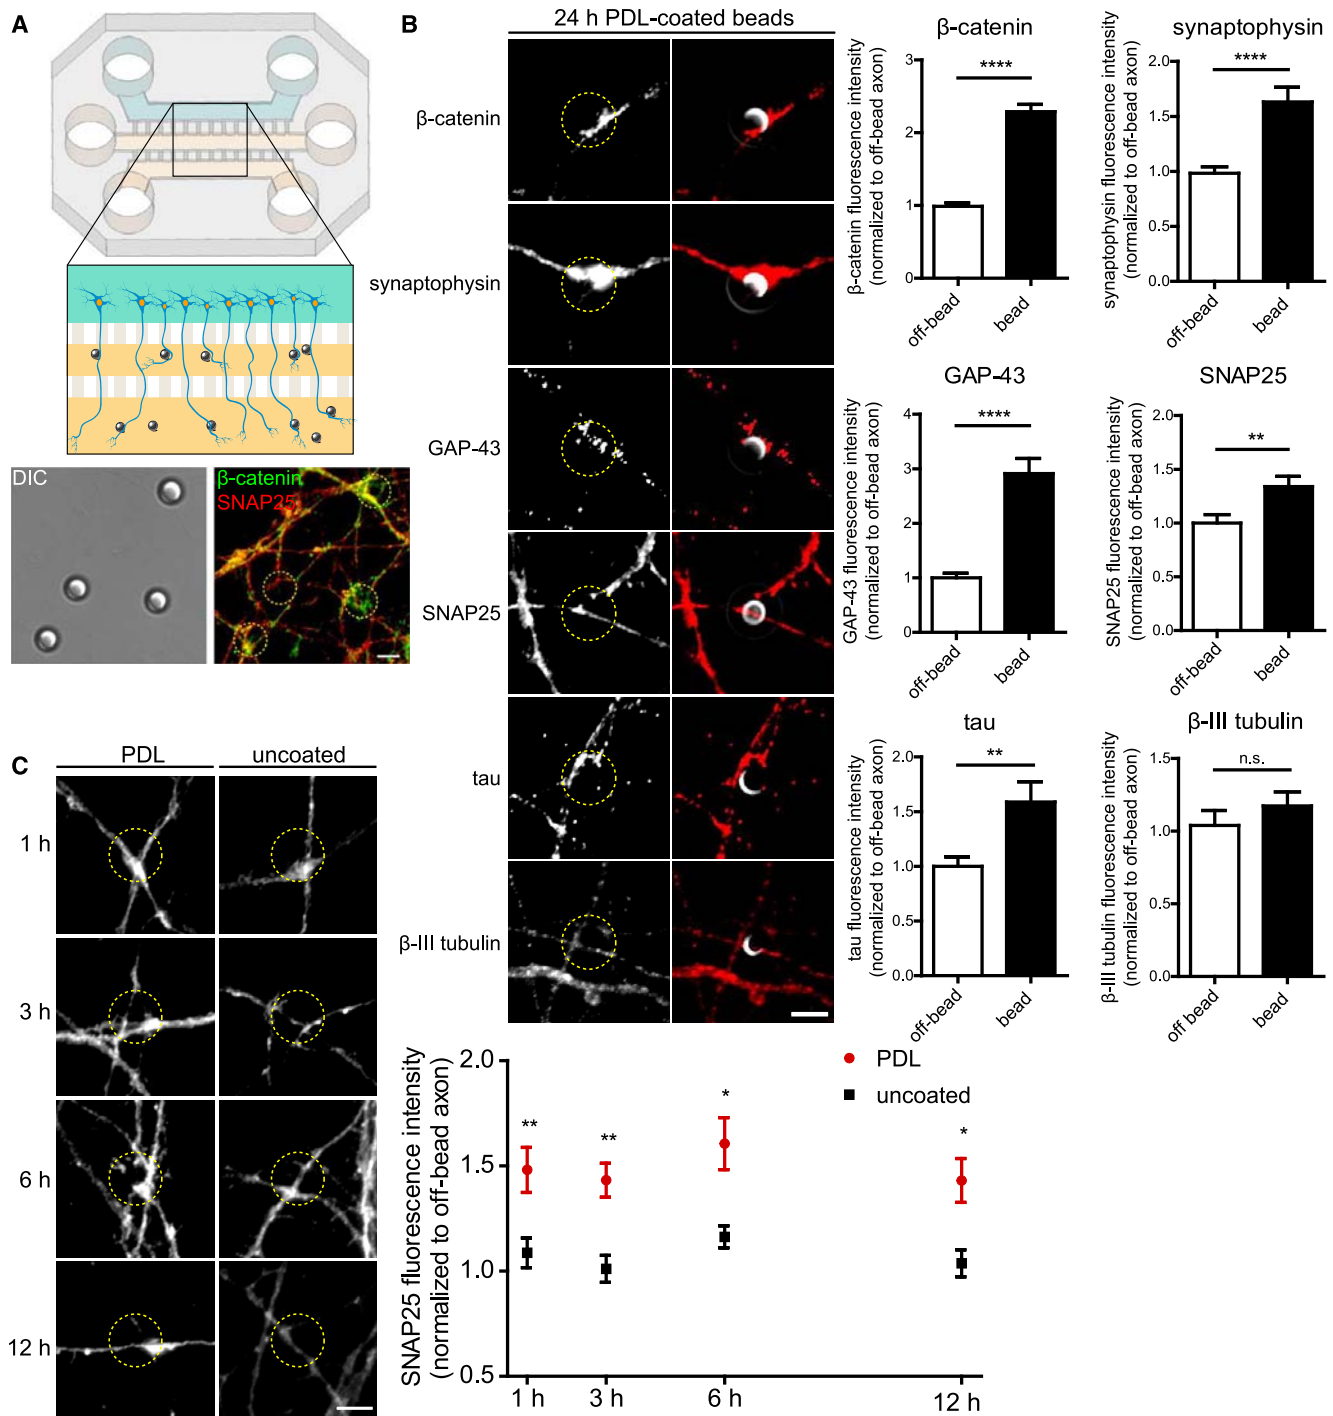 A
DIC
β-catenin
SNAP25
B
24 h PDL-coated beads
β-catenin
synaptophysin
GAP-43
SNAP25
tau
β-III tubulin
β-catenin
β-catenin fluorescence intensity
(normalized to off-bead axon)
3
2
1
0
****
off-bead
bead
synaptophysin
synaptophysin fluorescence intensity
(normalized to off-bead axon)
2.0
1.5
1.0
0.5
0.0
****
off-bead
bead
GAP-43
GAP-43 fluorescence intensity
(normalized to off-bead axon)
4
3
2
1
0
****
off-bead
bead
SNAP25
SNAP25 fluorescence intensity
(normalized to off-bead axon)
2.0
1.5
1.0
0.5
0.0
**
off-bead
bead
tau
tau fluorescence intensity
(normalized to off-bead axon)
2.0
1.5
1.0
0.5
0.0
**
off-bead
bead
β-III tubulin
β-III tubulin fluorescence intensity
(normalized to off-bead axon)
1.5
1.0
0.5
0.0
n.s.
off bead
bead
C
PDL
uncoated
1 h
3 h
6 h
12 h
SNAP25 fluorescence intensity
(normalized to off-bead axon)
2.0
1.5
1.0
0.5
**
**
*
*
PDL
uncoated
1 h
3 h
6 h
12 h